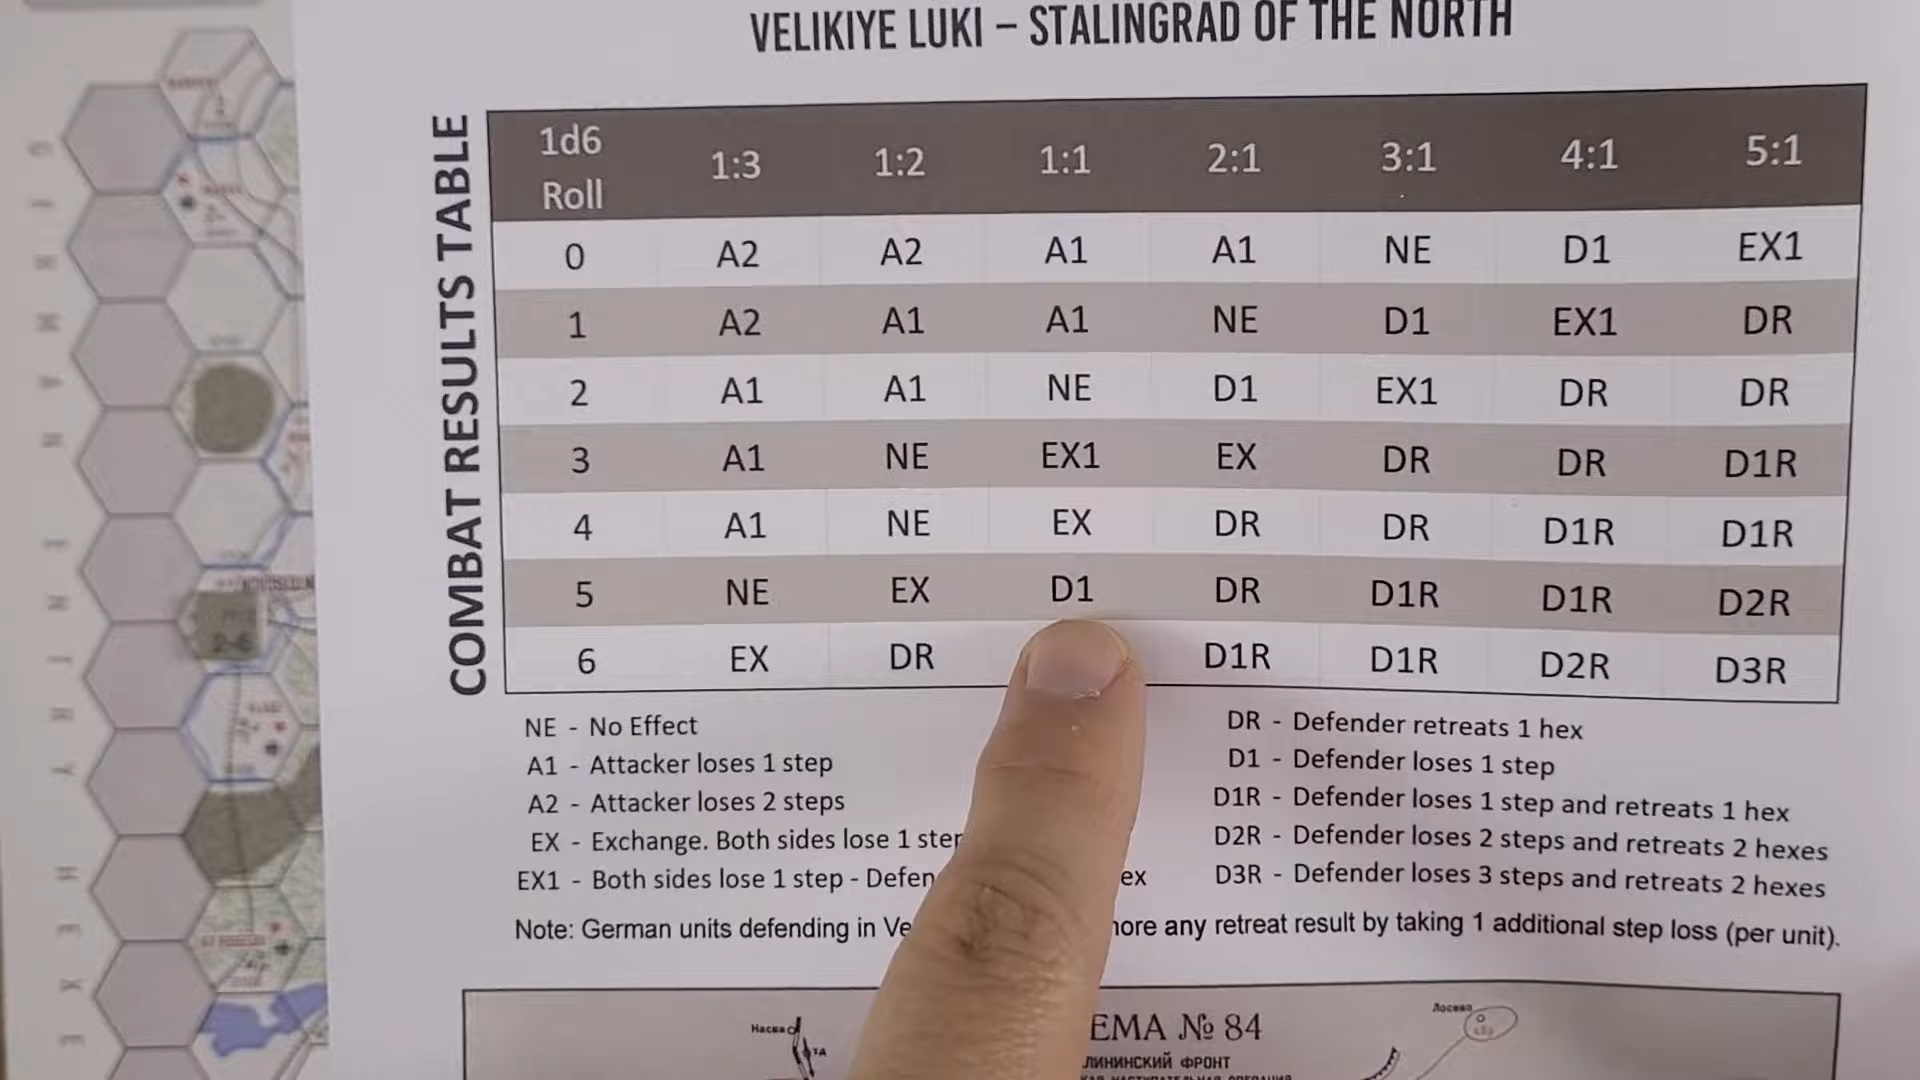 VELIKIYE LUKI – STALINGRAD OF THE NORTH
COMBAT RESULTS TABLE
1d6 Roll 1:3 1:2 1:1 2:1 3:1 4:1 5:1
0 A2 A2 A1 A1 NE D1 EX1
1 A2 A1 A1 NE D1 EX1 DR
2 A1 A1 NE D1 EX1 DR DR
3 A1 NE EX1 EX DR DR D1R
4 A1 NE EX DR DR D1R D1R
5 NE EX D1 DR D1R D1R D2R
6 EX DR D1R D1R D2R D3R
NE - No Effect
A1 - Attacker loses 1 step
A2 - Attacker loses 2 steps
EX - Exchange. Both sides lose 1
EX1 - Both sides lose 1 step -
DR - Defender retreats 1 hex
D1 - Defender loses 1 step
D1R - Defender loses 1 step and retreats 1 hex
D2R - Defender loses 2 steps and retreats 2 hexes
D3R - Defender loses 3 steps and retreats 2 hexes
Note: German units defending in any retreat result by taking 1 additional step loss (per unit).
№ 84
ФРОНТ
Лосево